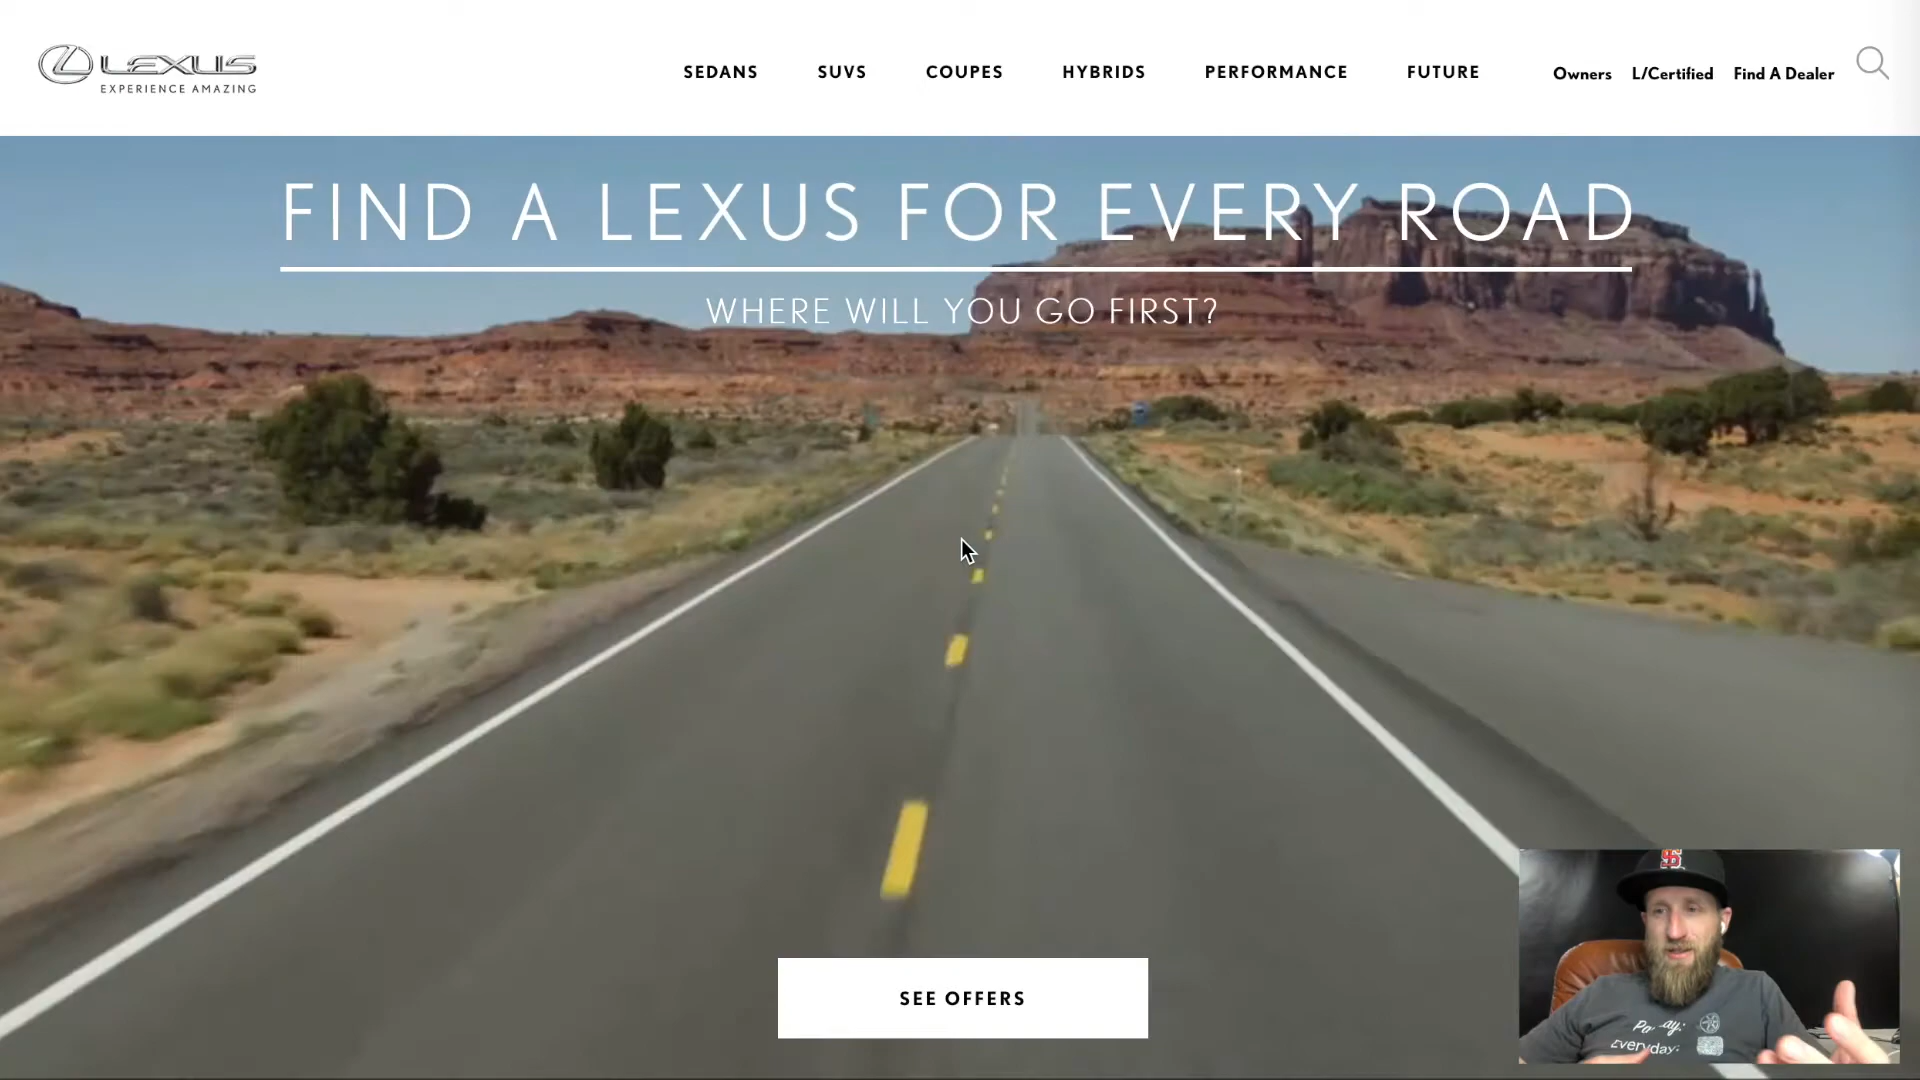 LEXUS
EXPERIENCE AMAZING
SEDANS
SUVS
COUPES
HYBRIDS
PERFORMANCE
FUTURE
Owners
L/Certified
Find A Dealer
FIND A LEXUS FOR EVERY ROAD
WHERE WILL YOU GO FIRST?
SEE OFFERS
Everyday: